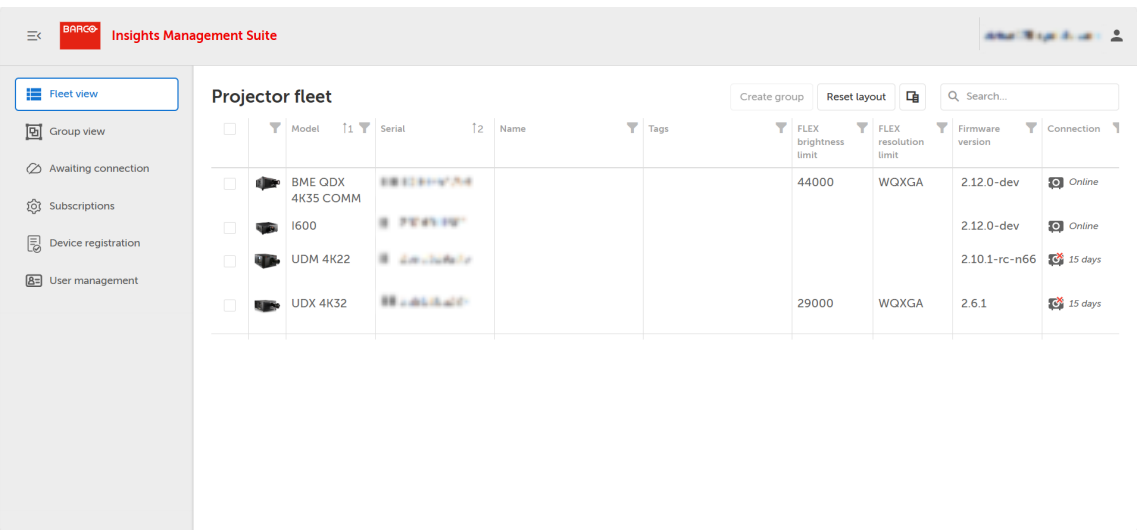 BARCO
Insights Management Suite
Fleet view
Group view
Awaiting connection
Subscriptions
Device registration
User management
Projector fleet
Create group
Reset layout
Search...
Model 1
Serial 2
Name
Tags
FLEX brightness limit
FLEX resolution limit
Firmware version
Connection
BME QDX 4K35 COMM
44000
WQXGA
2.12.0-dev
Online
I600
2.12.0-dev
Online
UDM 4K22
2.10.1-rc-n66
15 days
UDX 4K32
29000
WQXGA
2.6.1
15 days